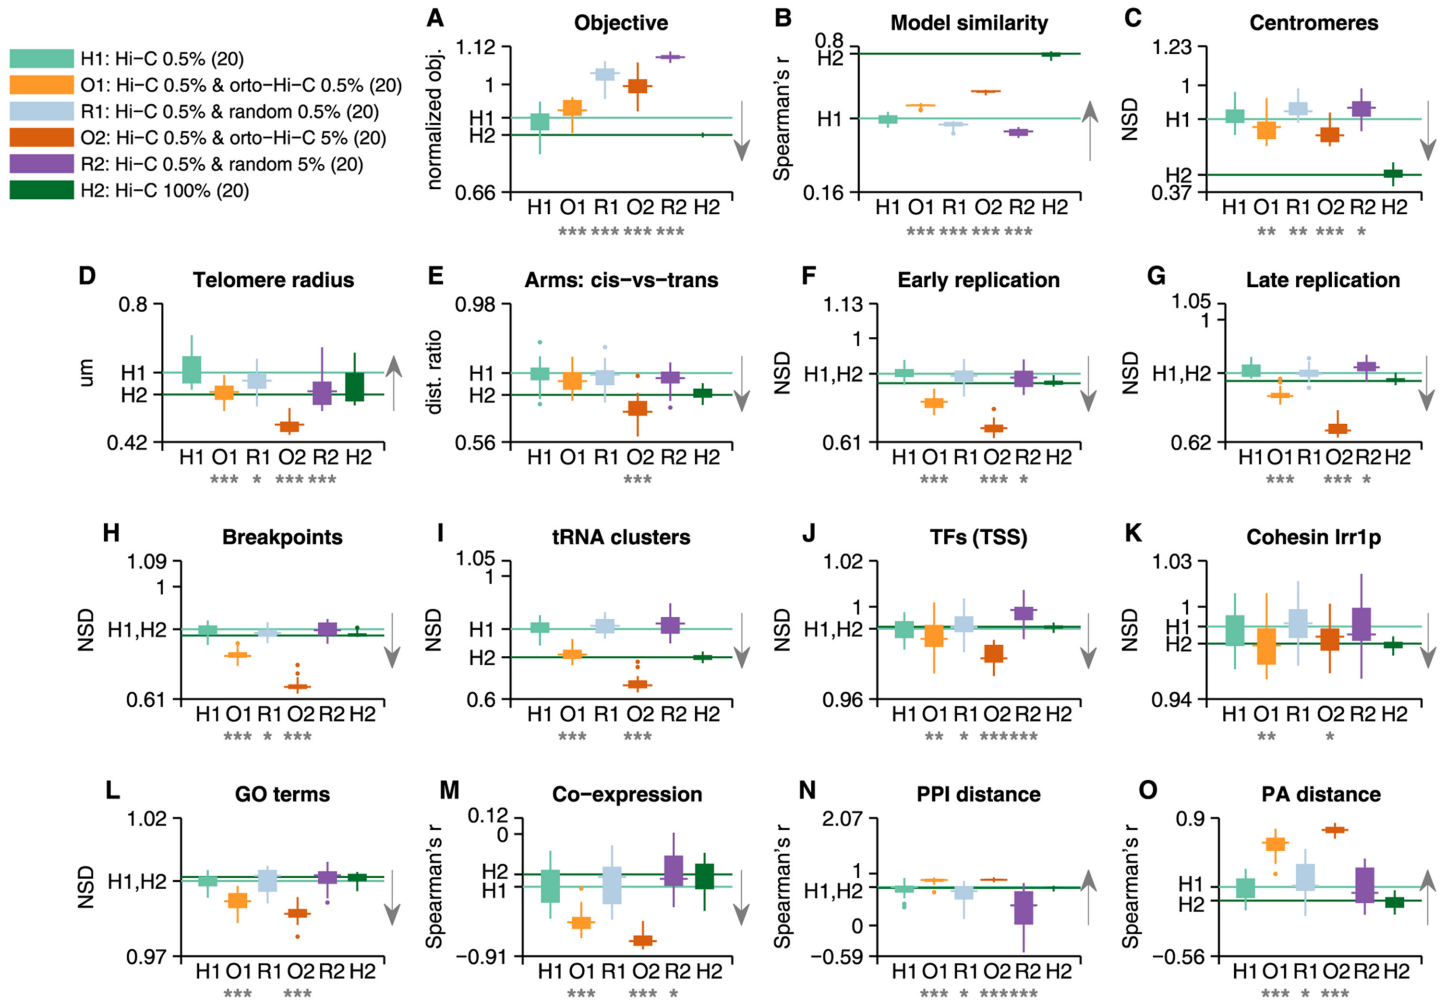 H1: Hi−C 0.5% (20)
O1: Hi−C 0.5% & orto−Hi−C 0.5% (20)
R1: Hi−C 0.5% & random 0.5% (20)
O2: Hi−C 0.5% & orto−Hi−C 5% (20)
R2: Hi−C 0.5% & random 5% (20)
H2: Hi−C 100% (20)
A Objective
normalized obj.
1.12
1
H1
H2
0.66
H1 O1 R1 O2 R2 H2
*** *** *** ***
B Model similarity
Spearman's r
0.8
H2
H1
0.16
H1 O1 R1 O2 R2 H2
*** *** *** ***
C Centromeres
NSD
1.23
1
H1
H2
0.37
H1 O1 R1 O2 R2 H2
** ** *** *
D Telomere radius
um
0.8
H1
H2
0.42
H1 O1 R1 O2 R2 H2
*** * *** ***
E Arms: cis−vs−trans
dist. ratio
0.98
H1
H2
0.56
H1 O1 R1 O2 R2 H2
***
F Early replication
NSD
1.13
1
H1,H2
0.61
H1 O1 R1 O2 R2 H2
*** *** *
G Late replication
NSD
1.05
1
H1,H2
0.62
H1 O1 R1 O2 R2 H2
*** *** *
H Breakpoints
NSD
1.09
1
H1,H2
0.61
H1 O1 R1 O2 R2 H2
*** * ***
I tRNA clusters
NSD
1.05
1
H1
H2
0.6
H1 O1 R1 O2 R2 H2
*** ***
J TFs (TSS)
NSD
1.02
1
H1,H2
0.96
H1 O1 R1 O2 R2 H2
** * *** ***
K Cohesin Irr1p
NSD
1.03
1
H1
H2
0.94
H1 O1 R1 O2 R2 H2
** *
L GO terms
NSD
1.02
H1,H2
0.97
H1 O1 R1 O2 R2 H2
*** ***
M Co−expression
Spearman's r
0.12
0
H2
H1
−0.91
H1 O1 R1 O2 R2 H2
*** *** *
N PPI distance
Spearman's r
2.07
1
H1,H2
0
−0.59
H1 O1 R1 O2 R2 H2
*** * *** ***
O PA distance
Spearman's r
0.9
H1
H2
−0.56
H1 O1 R1 O2 R2 H2
*** * ***